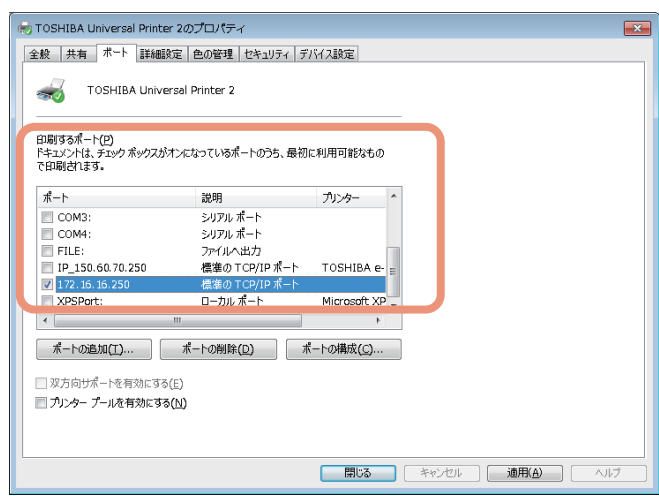 TOSHIBA Universal Printer 2のプロパティ
全般 共有 ポート 詳細設定 色の管理 セキュリティ デバイス設定
TOSHIBA Universal Printer 2
印刷するポート(P)
ドキュメントは、チェック ボックスがオンになっているポートのうち、最初に利用可能なもの
で印刷されます。
ポート 説明 プリンター
COM3: シリアル ポート
COM4: シリアル ポート
FILE: ファイルへ出力
IP_150.60.70.250 標準の TCP/IP ポート TOSHIBA e-
172.16.16.250 標準の TCP/IP ポート
XPSPort: ローカル ポート Microsoft XP
ポートの追加(T)... ポートの削除(D) ポートの構成(C)...
双方向サポートを有効にする(E)
プリンター プールを有効にする(N)
閉じる キャンセル 適用(A) ヘルプ